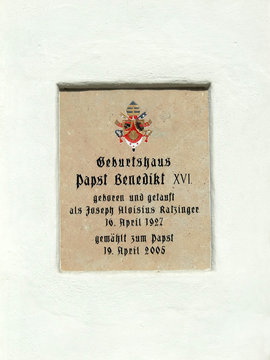 Geburtshaus
Papst Benedikt XVI.
geboren und getauft
als Joseph Aloisius Ratzinger
16. April 1927
gewählt zum Papst
19. April 2005